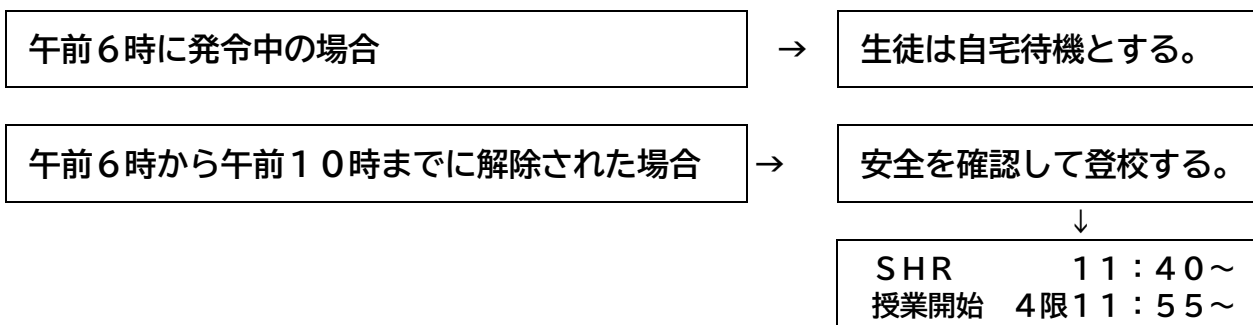 午前６時に発令中の場合 → 生徒は自宅待機とする。
午前６時から午前１０時までに解除された場合 → 安全を確認して登校する。
↓
ＳＨＲ　１１：４０～
授業開始　４限１１：５５～